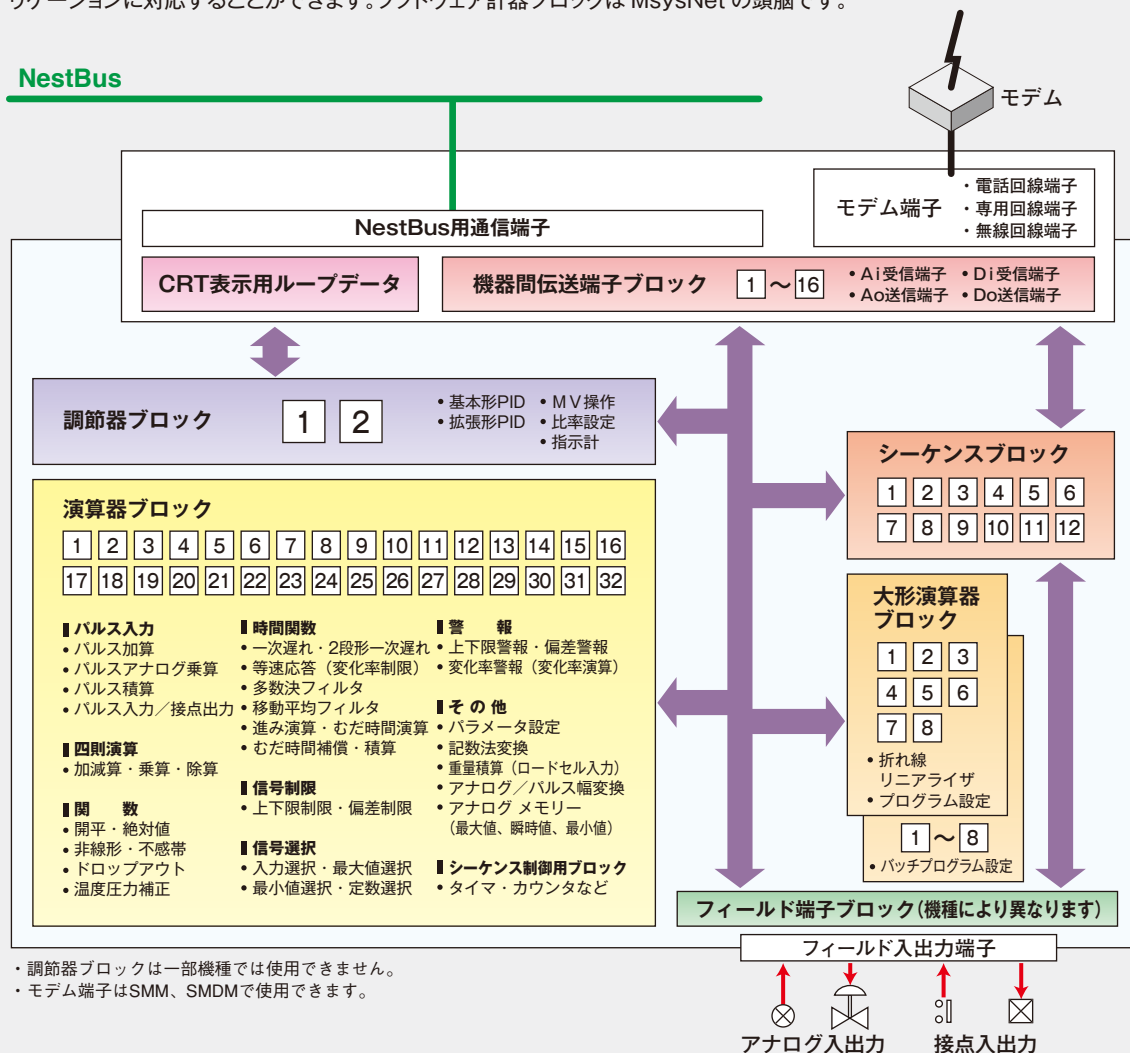 リケーションに対応することができます。ソフトウェア計器ブロックは MsysNet の頭脳です。
NestBus
モデム
モデム端子
・電話回線端子
・専用回線端子
・無線回線端子
NestBus用通信端子
CRT表示用ループデータ
機器間伝送端子ブロック 1 〜 16
• Ai受信端子 • Di受信端子
• Ao送信端子 • Do送信端子
調節器ブロック 1 2
• 基本形PID • MV操作
• 拡張形PID • 比率設定
• 指示計
シーケンスブロック
1 2 3 4 5 6
7 8 9 10 11 12
演算器ブロック
1 2 3 4 5 6 7 8 9 10 11 12 13 14 15 16
17 18 19 20 21 22 23 24 25 26 27 28 29 30 31 32
パルス入力
• パルス加算
• パルスアナログ乗算
• パルス積算
• パルス入力／接点出力
四則演算
• 加減算・乗算・除算
関 数
• 開平・絶対値
• 非線形・不感帯
• ドロップアウト
• 温度圧力補正
時間関数
• 一次遅れ・2段形一次遅れ
• 等速応答（変化率制限）
• 多数決フィルタ
• 移動平均フィルタ
• 進み演算・むだ時間演算
• むだ時間補償・積算
信号制限
• 上下限制限・偏差制限
信号選択
• 入力選択・最大値選択
• 最小値選択・定数選択
警 報
• 上下限警報・偏差警報
• 変化率警報（変化率演算）
その他
• パラメータ設定
• 記数法変換
• 重量積算（ロードセル入力）
• アナログ／パルス幅変換
• アナログ メモリー
（最大値、瞬時値、最小値）
シーケンス制御用ブロック
• タイマ・カウンタなど
大形演算器
ブロック
1 2 3
4 5 6
7 8
• 折れ線
リニアライザ
• プログラム設定
1 〜 8
• バッチプログラム設定
フィールド端子ブロック（機種により異なります）
フィールド入出力端子
アナログ入出力 接点入出力
・調節器ブロックは一部機種では使用できません。
・モデム端子はSMM、SMDMで使用できます。